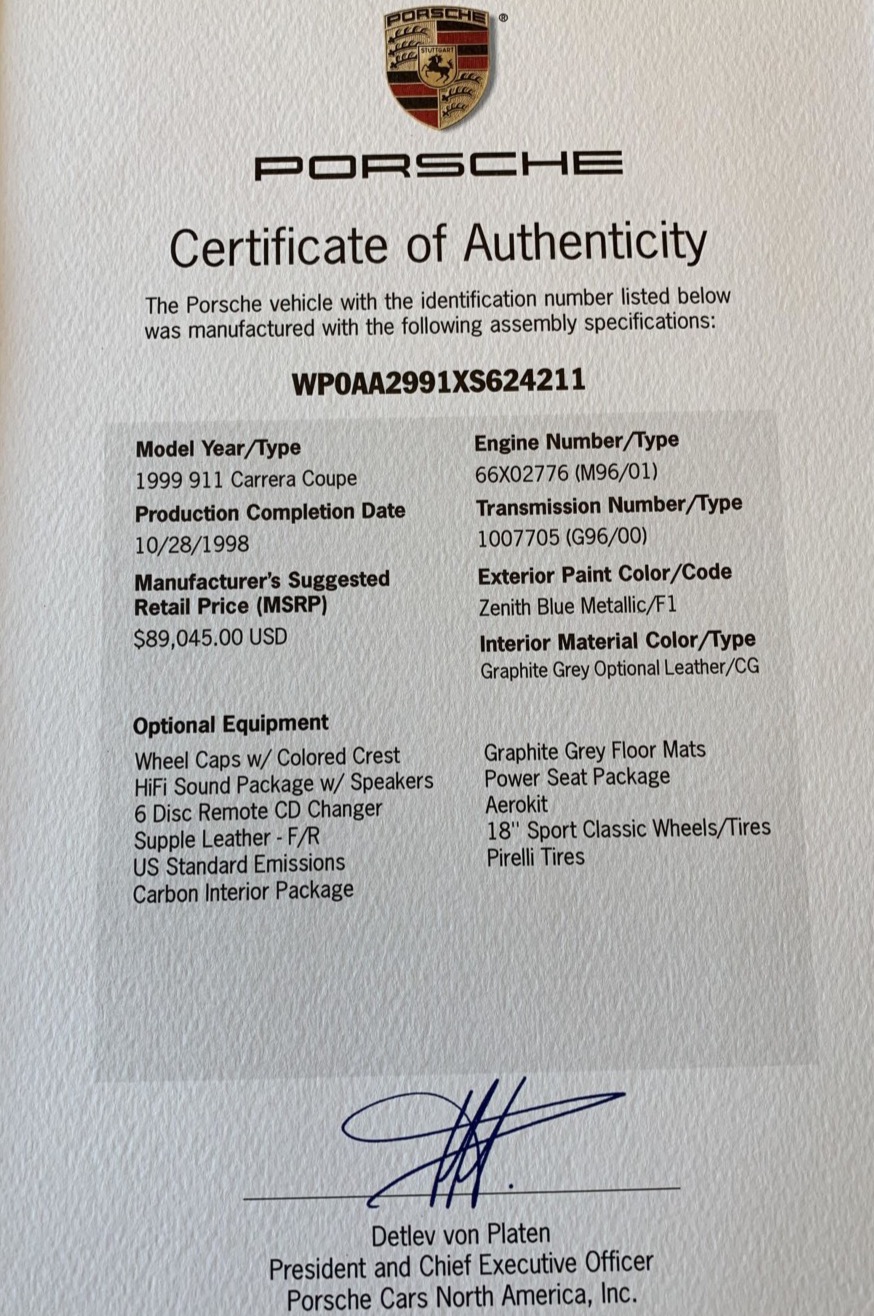 PORSCHE
®
STUTTGART
PORSCHE
Certificate of Authenticity
The Porsche vehicle with the identification number listed below
was manufactured with the following assembly specifications:
WP0AA2991XS624211
Model Year/Type
1999 911 Carrera Coupe
Production Completion Date
10/28/1998
Manufacturer's Suggested
Retail Price (MSRP)
$89,045.00 USD
Engine Number/Type
66X02776 (M96/01)
Transmission Number/Type
1007705 (G96/00)
Exterior Paint Color/Code
Zenith Blue Metallic/F1
Interior Material Color/Type
Graphite Grey Optional Leather/CG
Optional Equipment
Wheel Caps w/ Colored Crest
HiFi Sound Package w/ Speakers
6 Disc Remote CD Changer
Supple Leather - F/R
US Standard Emissions
Carbon Interior Package
Graphite Grey Floor Mats
Power Seat Package
Aerokit
18" Sport Classic Wheels/Tires
Pirelli Tires
Detlev von Platen
President and Chief Executive Officer
Porsche Cars North America, Inc.